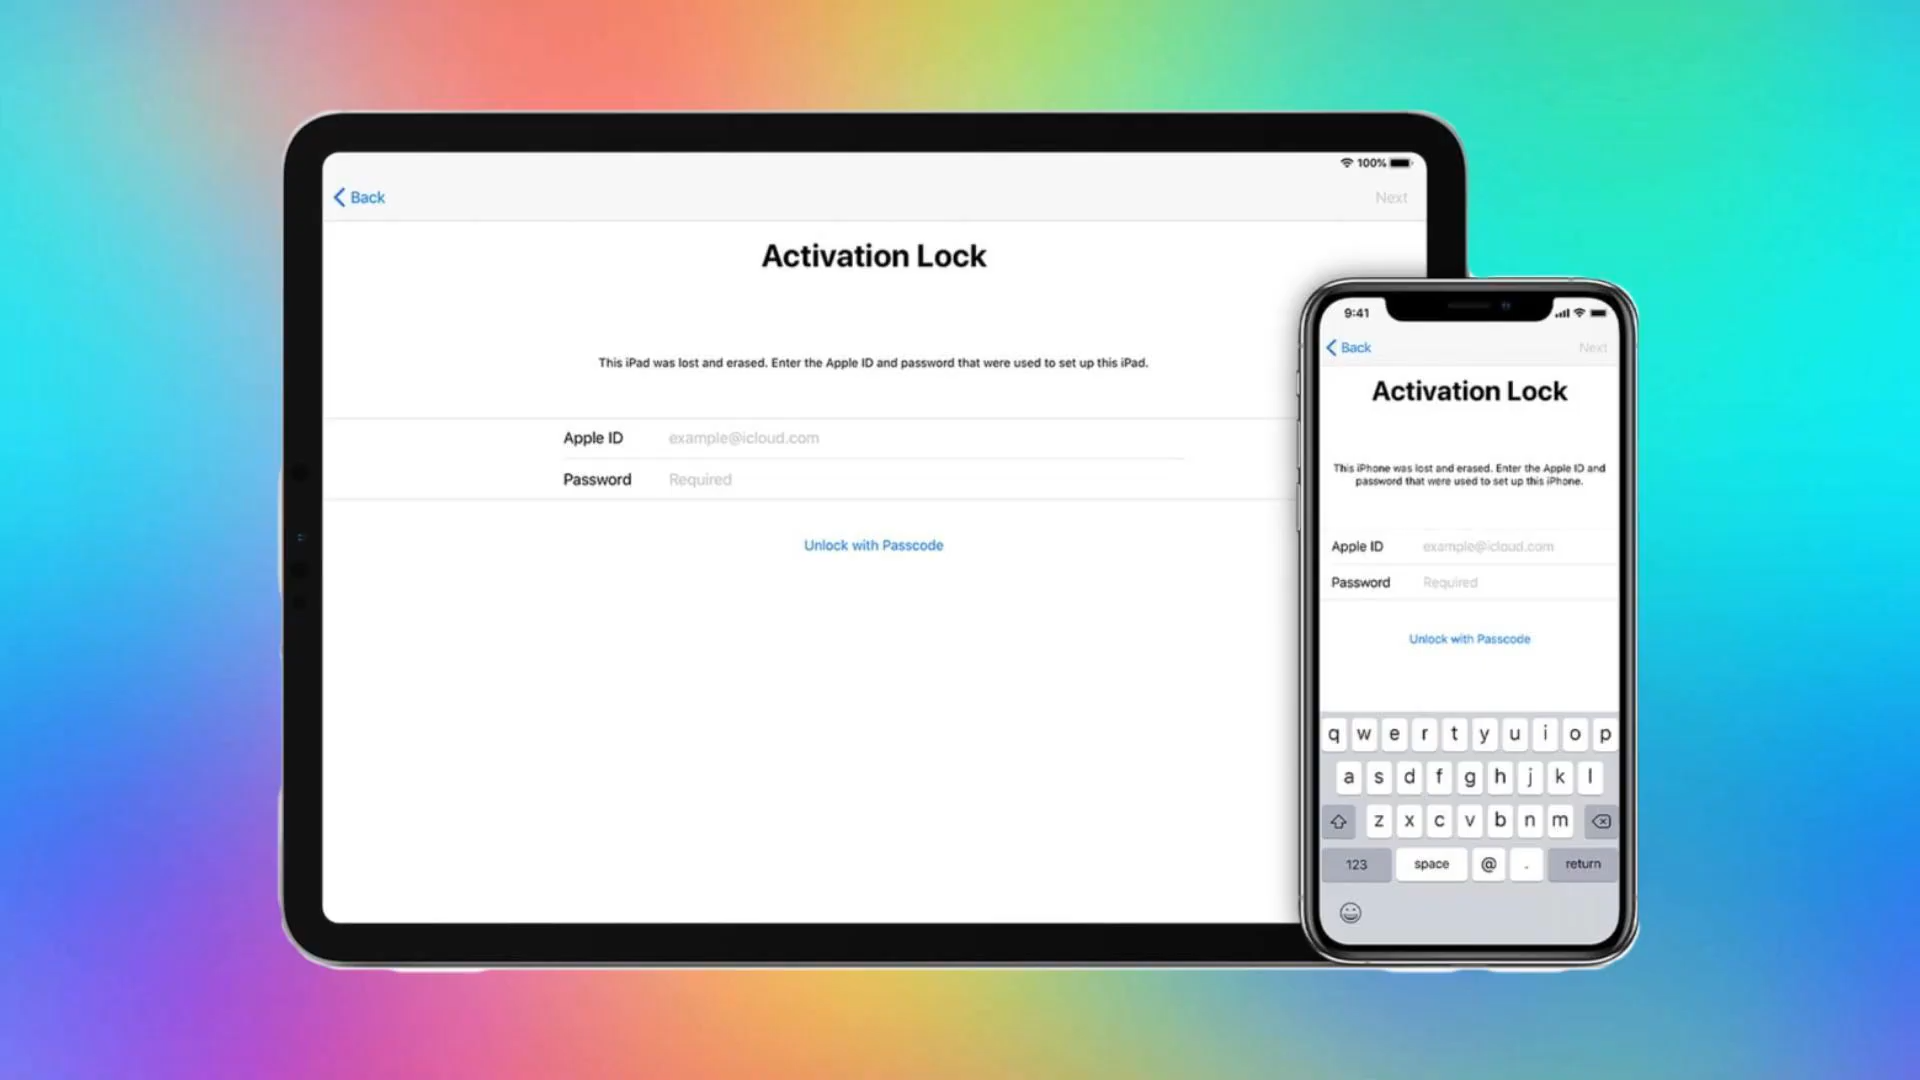 100%
Back
Next
Activation Lock
This iPad was lost and erased. Enter the Apple ID and password that were used to set up this iPad.
Apple ID example@icloud.com
Password Required
Unlock with Passcode
9:41
Back
Next
Activation Lock
This iPhone was lost and erased. Enter the Apple ID and
password that were used to set up this iPhone.
Apple ID example@icloud.com
Password Required
Unlock with Passcode
q w e r t y u i o p
a s d f g h j k l
z x c v b n m
123 space @ . return